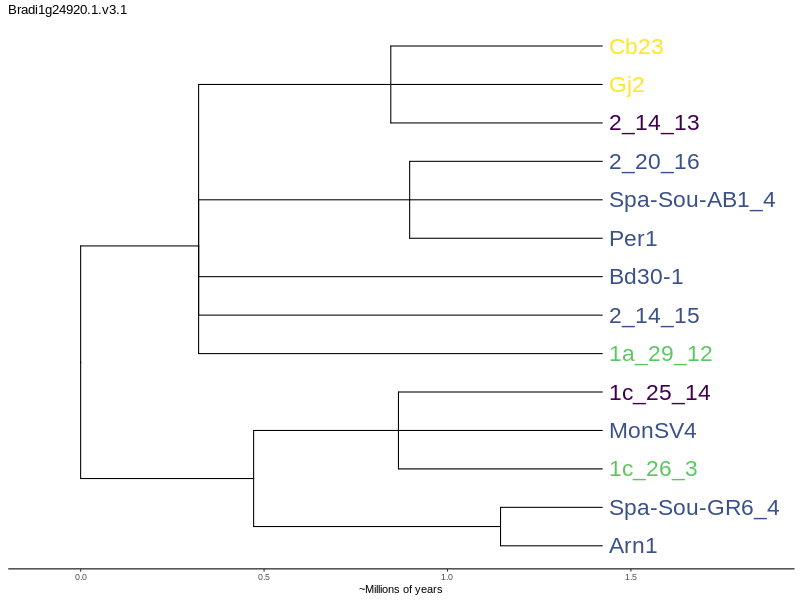 Bradi1g24920.1.v3.1
Cb23
Gj2
2_14_13
2_20_16
Spa-Sou-AB1_4
Per1
Bd30-1
2_14_15
1a_29_12
1c_25_14
MonSV4
1c_26_3
Spa-Sou-GR6_4
Arn1
0.0 0.5 1.0 1.5
~Millions of years